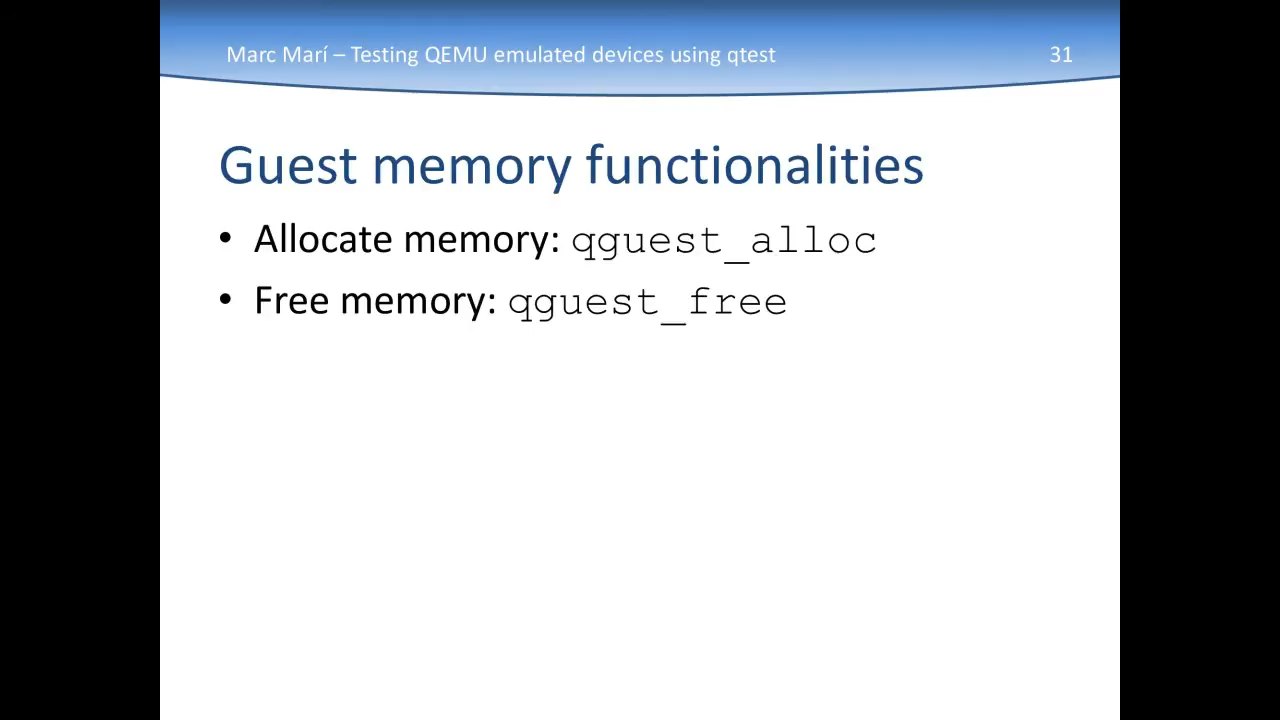 Marc Marí – Testing QEMU emulated devices using qtest 31
Guest memory functionalities
• Allocate memory: qguest_alloc
• Free memory: qguest_free